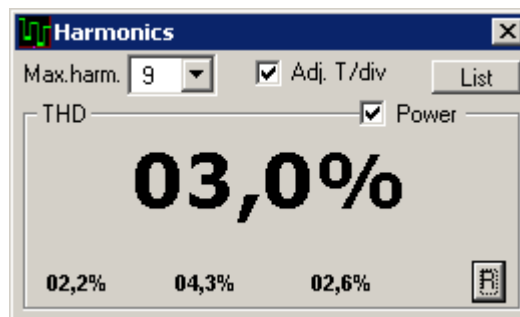 Harmonics
Max.harm. 9 Adj. T/div List
THD Power
03,0%
02,2% 04,3% 02,6% R